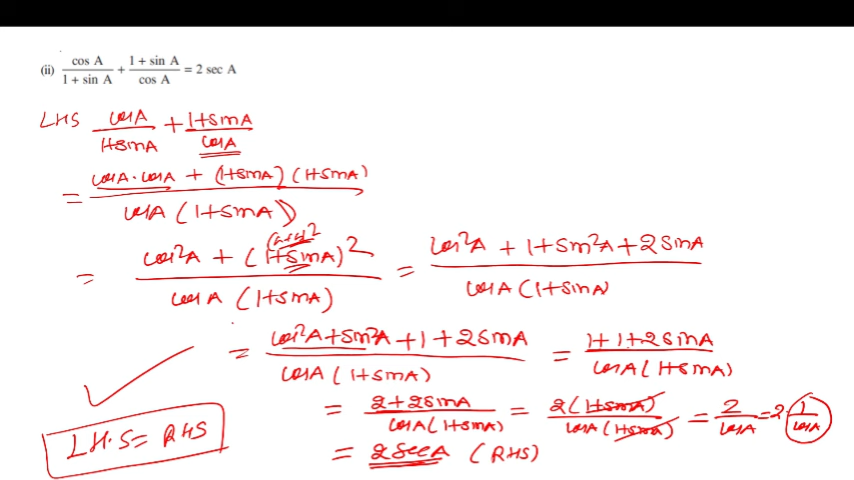 (ii) cos A / (1 + sin A) + (1 + sin A) / cos A = 2 sec A
LHS cosA / (1+sinA) + (1+sinA) / cosA
= (cosA · cosA + (1+sinA) (1+sinA)) / (cosA (1+sinA))
(a+b)²
= (cos²A + (1+sinA)²) / (cosA (1+sinA)) = (cos²A + 1+sin²A+2sinA) / (cosA (1+sinA)
= (cos²A+sin²A+1+2sinA) / (cosA (1+sinA)) = (1+1+2sinA) / (cosA (1+sinA))
= (2+2sinA) / (cosA (1+sinA)) = 2(1+sinA) / (cosA (1+sinA)) = 2 / cosA = 2· 1 / cosA
= 2secA (RHS)
LH·S = RHS